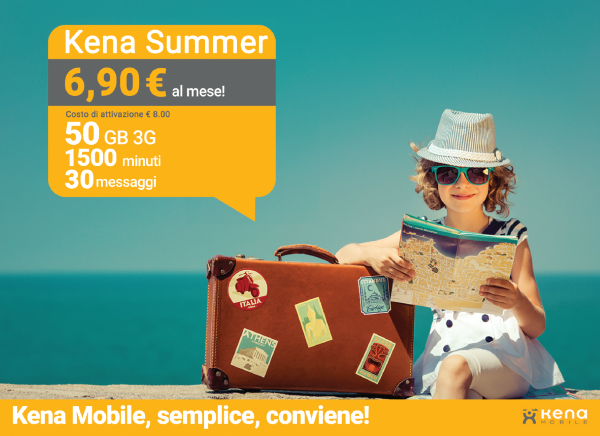 Kena Summer
6,90 € al mese!
Costo di attivazione € 8.00
50 GB 3G
1500 minuti
30 messaggi
ITALIA
ATHENS
Kena Mobile, semplice, conviene!
kena
MOBILE